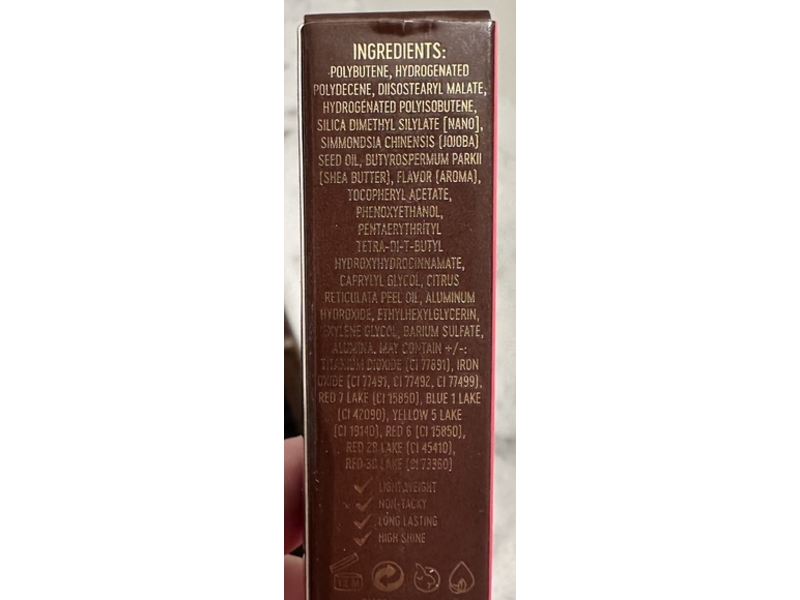 INGREDIENTS:
POLYBUTENE, HYDROGENATED
POLYDECENE, DIISOSTEARYL MALATE,
HYDROGENATED POLYISOBUTENE,
SILICA DIMETHYL SILYLATE [NANO],
SIMMONDSIA CHINENSIS (JOJOBA)
SEED OIL, BUTYROSPERMUM PARKII
(SHEA BUTTER), FLAVOR (AROMA),
TOCOPHERYL ACETATE,
PHENOXYETHANOL,
PENTAERYTHRITYL
TETRA-DI-T-BUTYL
HYDROXYHYDROCINNAMATE,
CAPRYLYL GLYCOL, CITRUS
RETICULATA PEEL OIL, ALUMINUM
HYDROXIDE, ETHYLHEXYLGLYCERIN,
HEXYLENE GLYCOL, BARIUM SULFATE,
ALUMINA. MAY CONTAIN +/-:
TITANIUM DIOXIDE (CI 77891), IRON
OXIDE (CI 77491, CI 77492, CI 77499),
RED 7 LAKE (CI 15850), BLUE 1 LAKE
(CI 42090), YELLOW 5 LAKE
(CI 19140), RED 6 (CI 15850),
RED 28 LAKE (CI 45410),
RED 30 LAKE (CI 73360)
LIGHTWEIGHT
NON-TACKY
LONG LASTING
HIGH SHINE